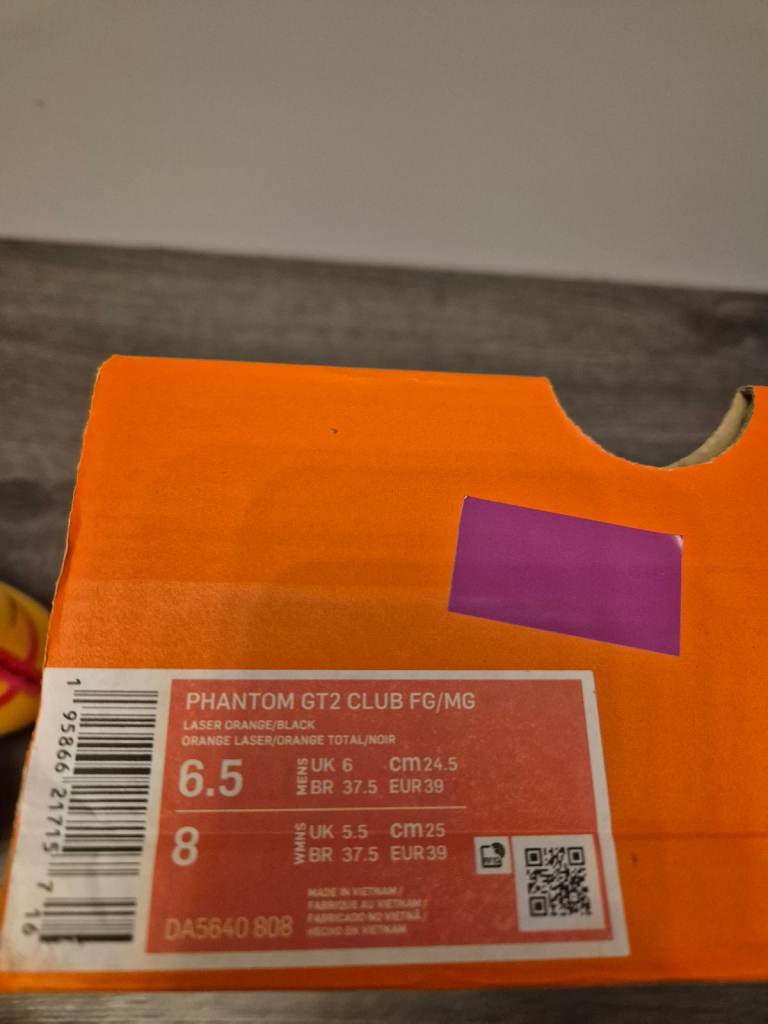 PHANTOM GT2 CLUB FG/MG
LASER ORANGE/BLACK
ORANGE LASER/ORANGE TOTAL/NOIR
6.5 MENS UK 6 cm 24.5
BR 37.5 EUR 39
8 WMNS UK 5.5 cm 25
BR 37.5 EUR 39
MADE IN VIETNAM /
FABRIQUE AU VIETNAM /
FABRICADO NO VIETNÃ /
HECHO EN VIETNAM
DA5640 808
1 95866 21715 7 16